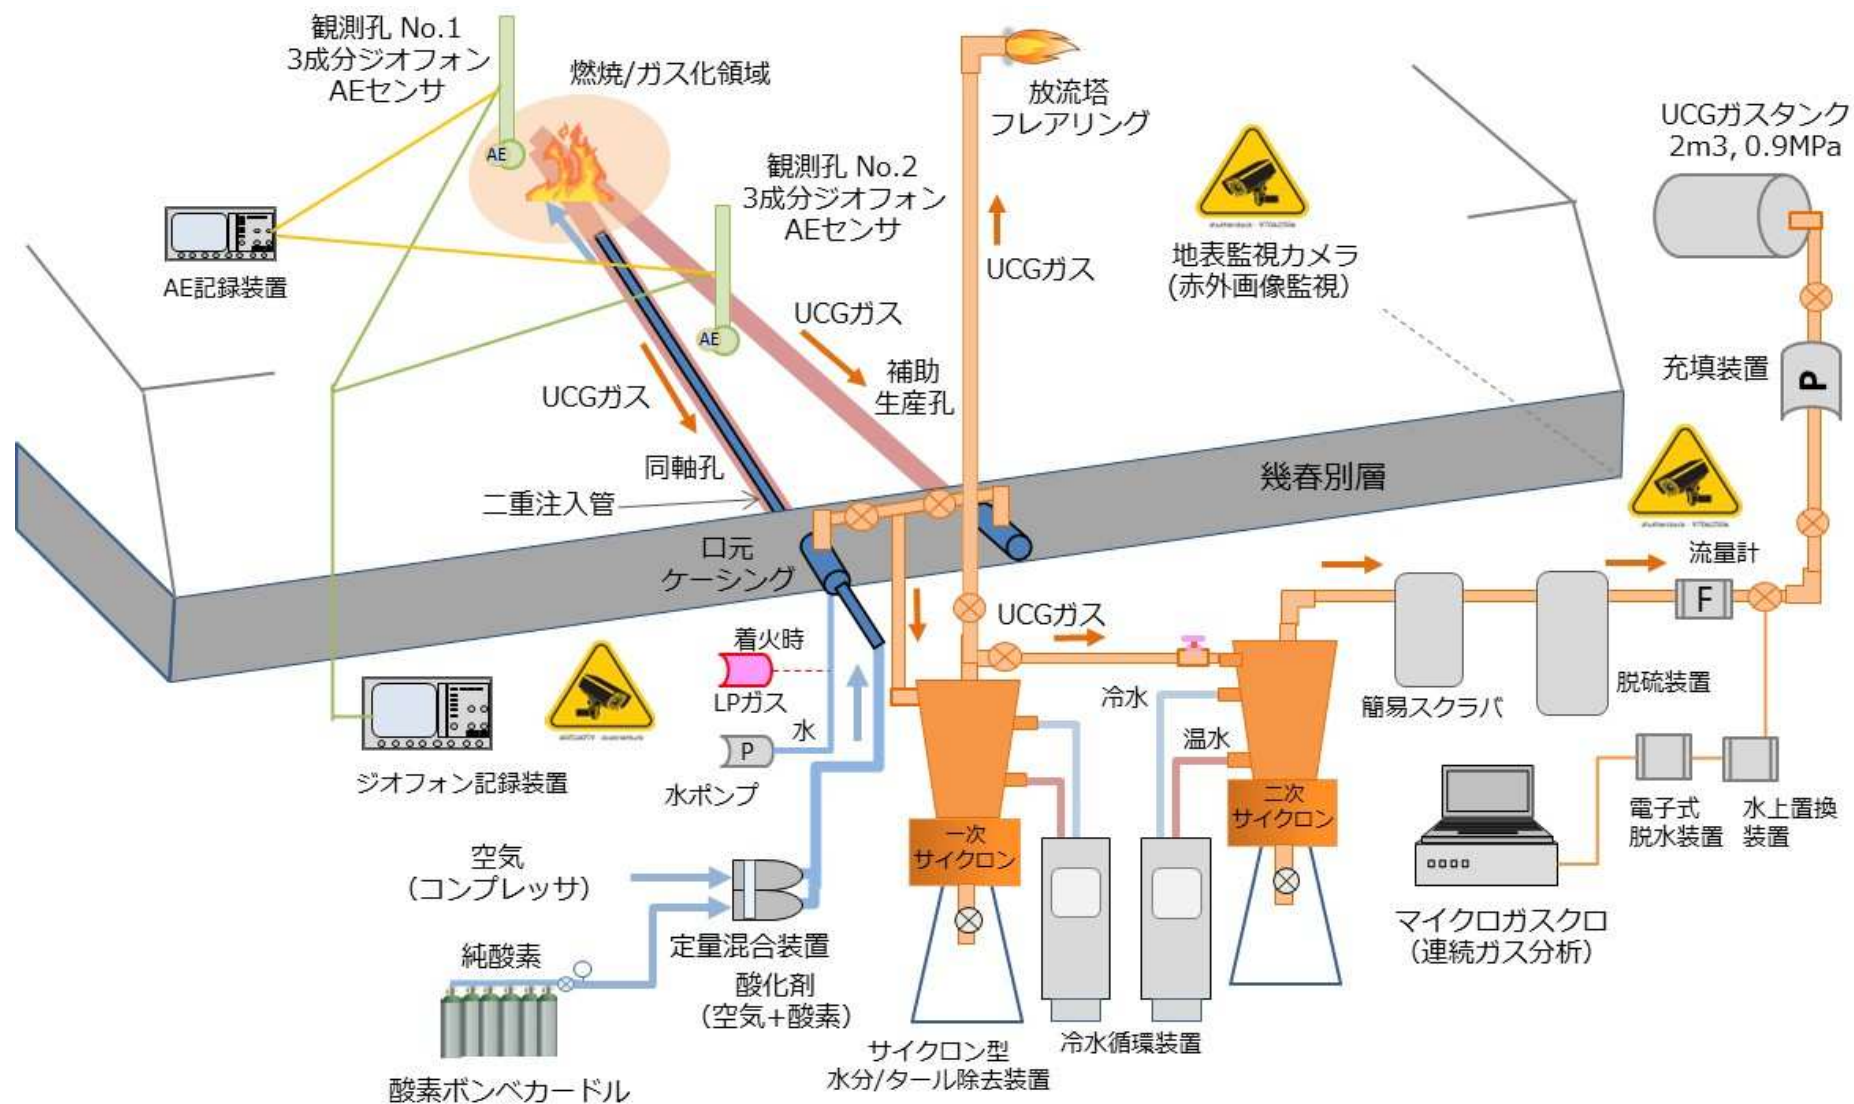 観測孔 No.1
3成分ジオフォン
AEセンサ
燃焼/ガス化領域
AE
観測孔 No.2
3成分ジオフォン
AEセンサ
AE
AE記録装置
放流塔
フレアリング
UCGガス
地表監視カメラ
(赤外画像監視)
UCGガスタンク
2m3, 0.9MPa
充填装置
P
UCGガス
補助
生産孔
UCGガス
同軸孔
二重注入管
幾春別層
口元
ケーシング
流量計
F
UCGガス
着火時
LPガス
水
P
水ポンプ
ジオフォン記録装置
冷水
温水
簡易スクラバ
脱硫装置
電子式
脱水装置
水上置換
装置
一次
サイクロン
二次
サイクロン
空気
(コンプレッサ)
定量混合装置
純酸素
酸化剤
(空気+酸素)
酸素ボンベカードル
サイクロン型
水分/タール除去装置
冷水循環装置
マイクロガスクロ
(連続ガス分析)